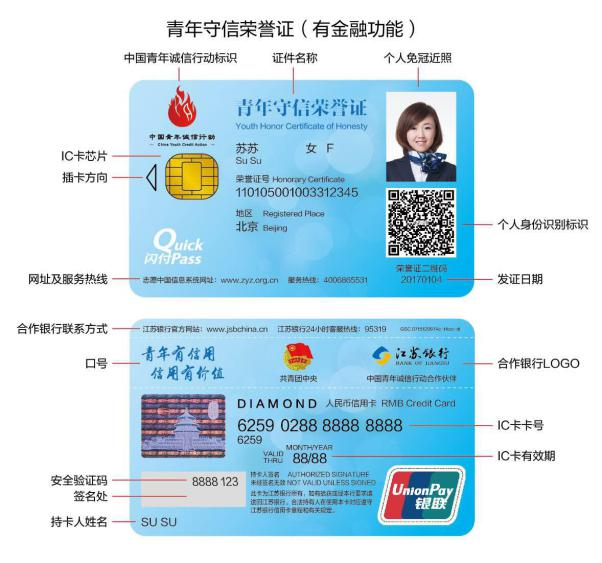 青年守信荣誉证（有金融功能）
中国青年诚信行动标识
证件名称
个人免冠近照
中国青年诚信行动
China Youth Credit Action
青年守信荣誉证
Youth Honor Certificate of Honesty
苏苏 女 F
Su Su
荣誉证号 Honorary Certificate
110105001003312345
地区 Registered Place
北京 Beijing
Quick
闪付Pass
IC卡芯片
插卡方向
个人身份识别标识
荣誉证二维码
20170104
网址及服务热线
志愿中国信息系统网址：www.zyz.org.cn 服务热线：4006865531
发证日期
合作银行联系方式
江苏银行官方网站：www.jsbchina.cn 江苏银行24小时客服热线：95319
口号
青年有信用
信用有价值
共青团中央
江苏银行
BANK OF JIANGSU
中国青年诚信行动合作伙伴
合作银行LOGO
DIAMOND 人民币信用卡 RMB Credit Card
6259 0288 8888 8888
6259
IC卡卡号
MONTH/YEAR
VALID THRU 88/88
IC卡有效期
安全验证码
8888 123
签名处
持卡人签名 AUTHORIZED SIGNATURE
未经签名无效 NOT VALID UNLESS SIGNED
UnionPay
银联
持卡人姓名
SU SU